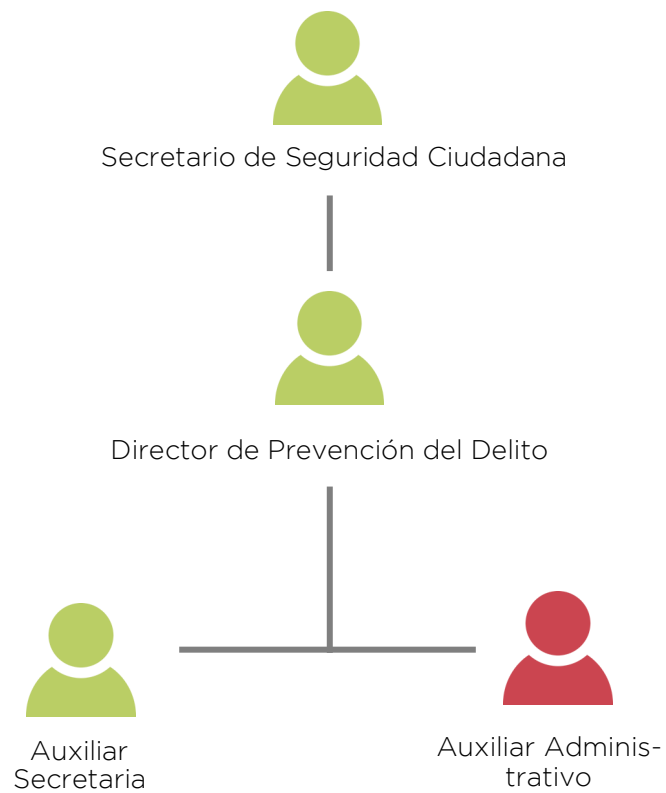 Secretario de Seguridad Ciudadana
Director de Prevención del Delito
Auxiliar
Secretaria
Auxiliar Adminis-
trativo